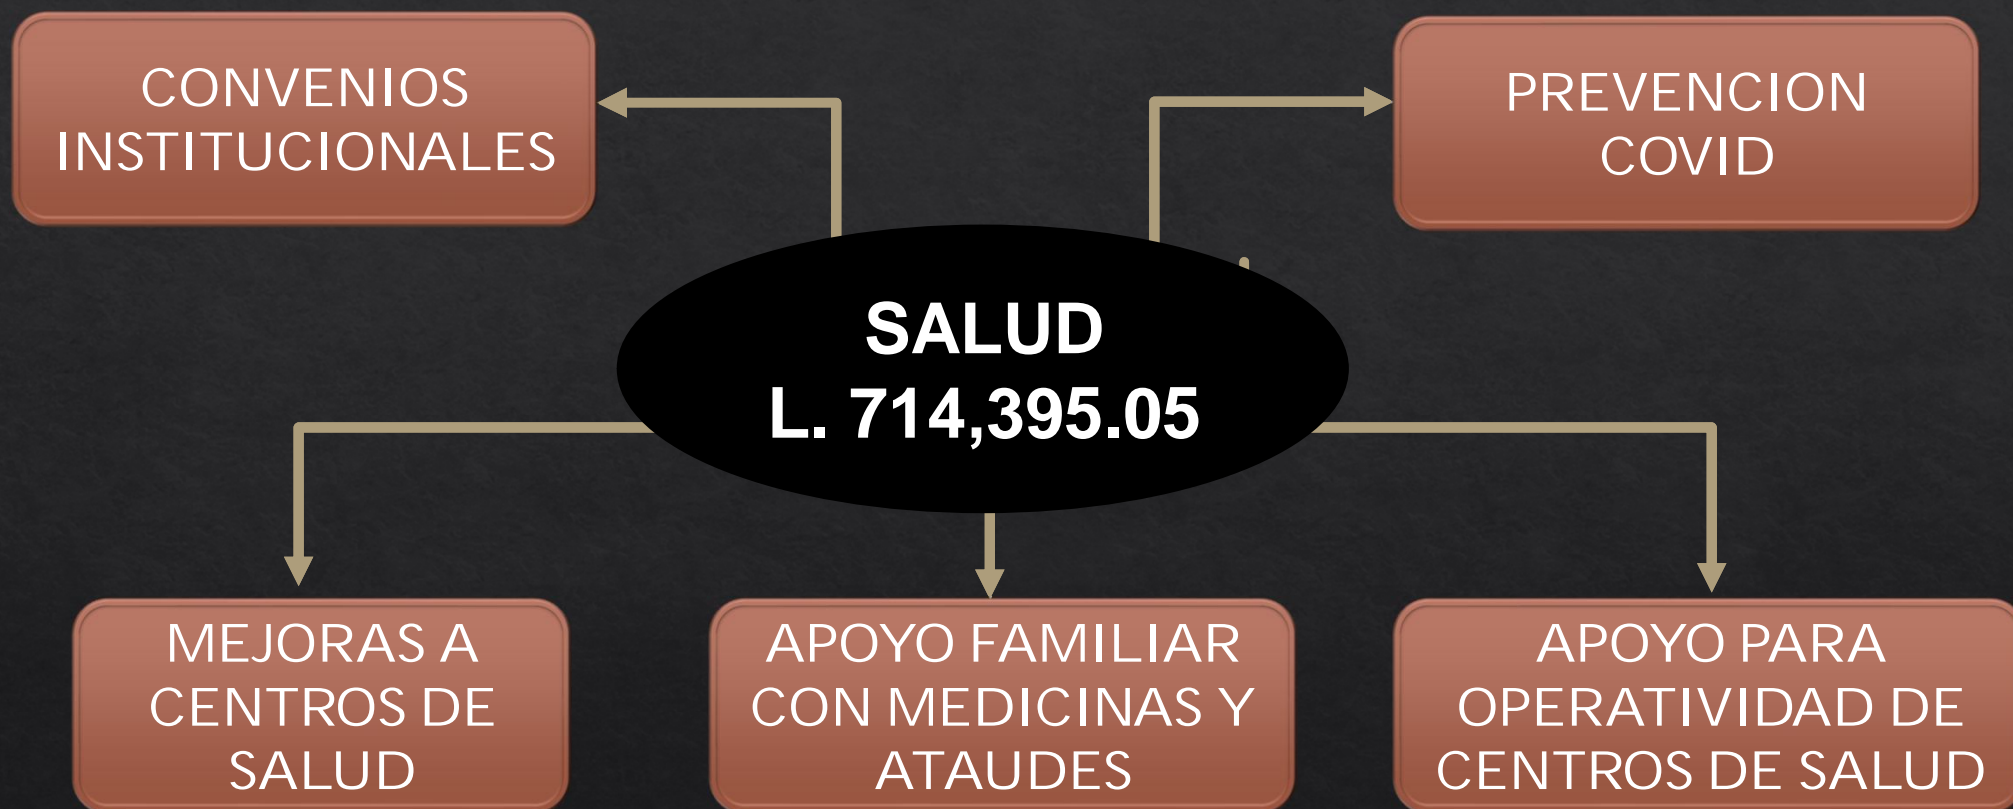 CONVENIOS
INSTITUCIONALES
PREVENCION
COVID
SALUD
L. 714,395.05
MEJORAS A
CENTROS DE
SALUD
APOYO FAMILIAR
CON MEDICINAS Y
ATAUDES
APOYO PARA
OPERATIVIDAD DE
CENTROS DE SALUD